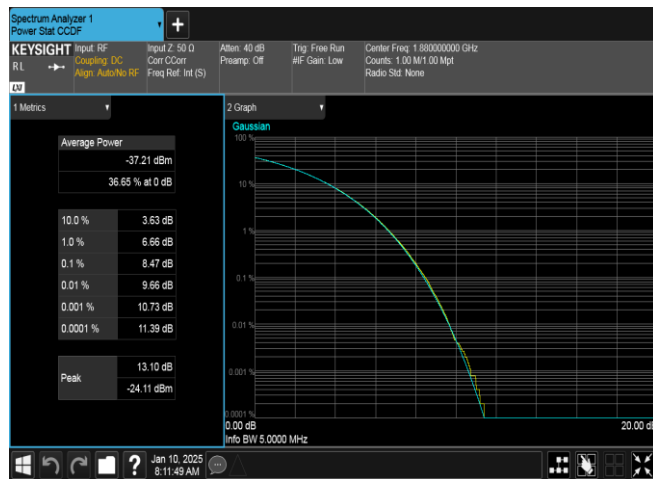 Spectrum Analyzer 1
Power Stat CCDF
KEYSIGHT
RL
LXI
Input: RF
Coupling: DC
Align: Auto/No RF
Input Z: 50 Ω
Corr CCorr
Freq Ref: Int (S)
Atten: 40 dB
Preamp: Off
Trig: Free Run
#IF Gain: Low
Center Freq: 1.880000000 GHz
Counts: 1.00 M/1.00 Mpt
Radio Std: None
1 Metrics
Average Power
-37.21 dBm
36.65 % at 0 dB
10.0 % 3.63 dB
1.0 % 6.66 dB
0.1 % 8.47 dB
0.01 % 9.66 dB
0.001 % 10.73 dB
0.0001 % 11.39 dB
Peak
13.10 dB
-24.11 dBm
2 Graph
Gaussian
100 %
10 %
1 %
0.1 %
0.01 %
0.001 %
0.0001 %
0.00 dB
20.00 dB
Info BW 5.0000 MHz
?
Jan 10, 2025
8:11:49 AM